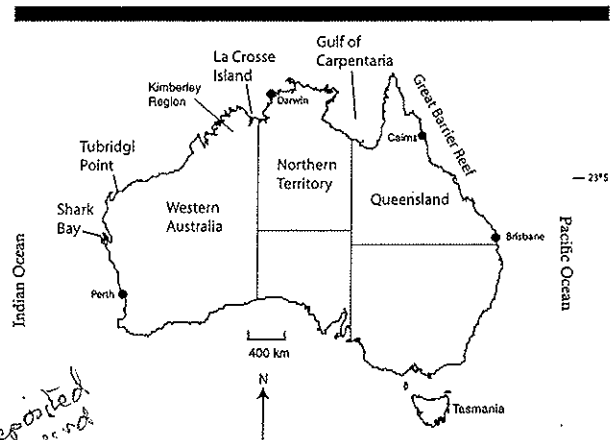 Gulf of
Carpentaria
La Crosse
Island
Kimberley
Region
Darwin
Great Barrier Reef
Cairns
Tubridgl
Point
Northern
Territory
23°S
Shark
Bay
Western
Australia
Queensland
Indian Ocean
Pacific Ocean
Brisbane
Perth
400 km
N
Tasmania